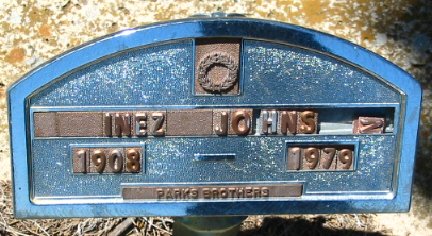 INEZ JOHNS
1908 - 1979
PARKS BROTHERS